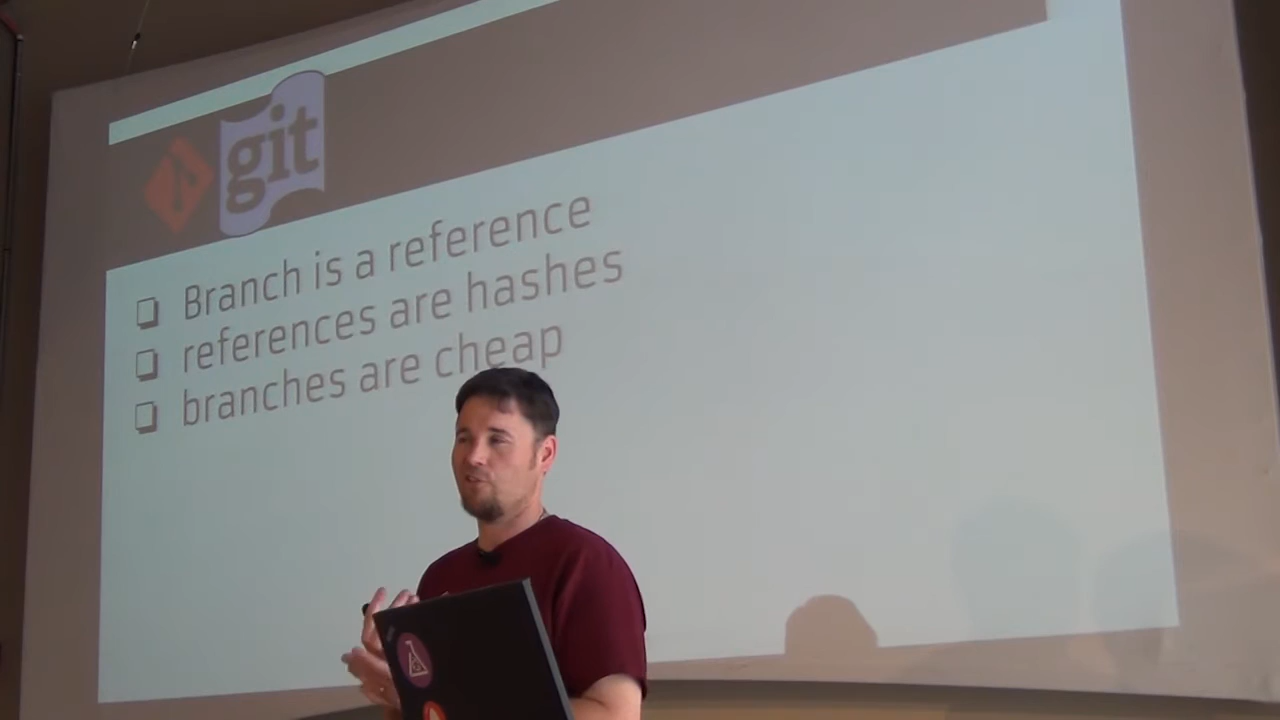 git
Branch is a reference
references are hashes
branches are cheap